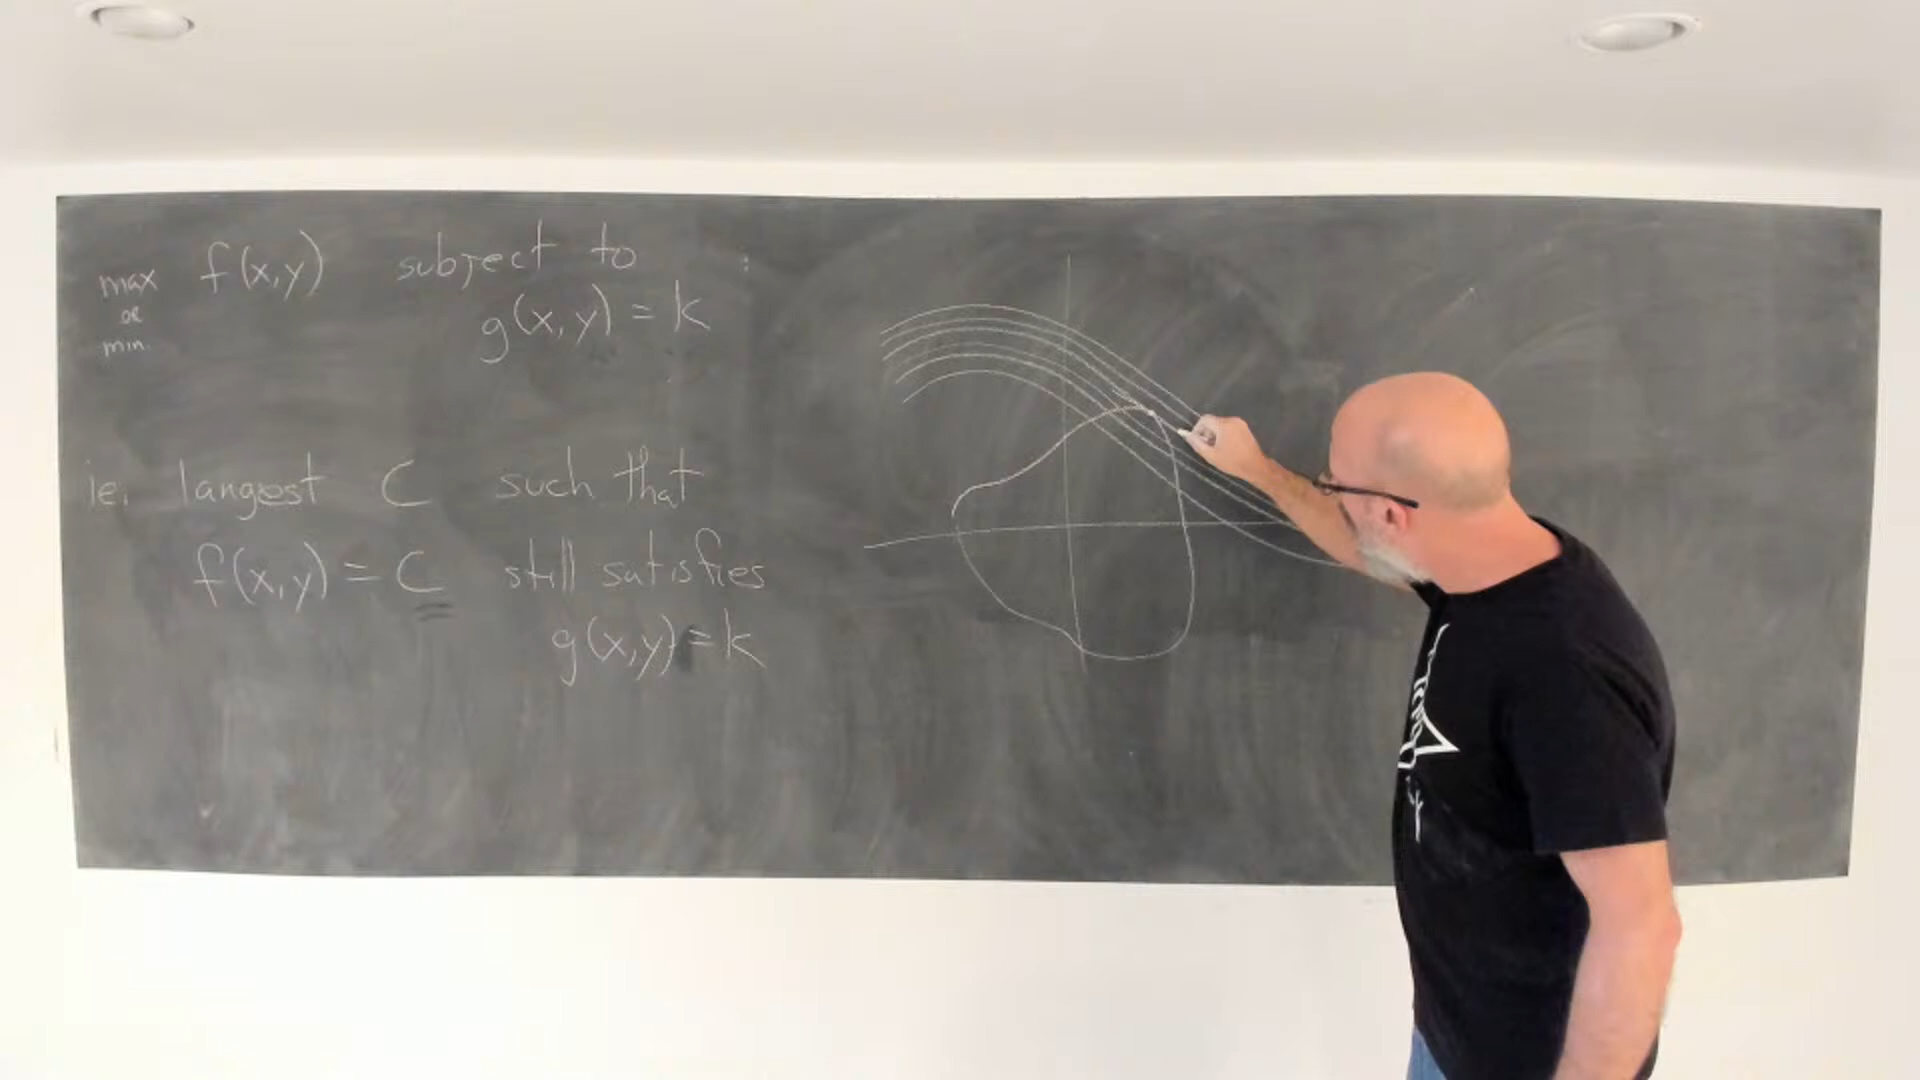 max f(x,y) subject to :
or
min. g(x,y) = k
ie. largest C such that
f(x,y) = C still satisfies
g(x,y) = k